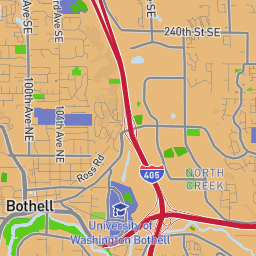 3rd Ave SE
240th St SE
100th Ave NE
104th Ave NE
Ross Rd
405
NORTH
CREEK
Bothell
University of
Washington Bothell